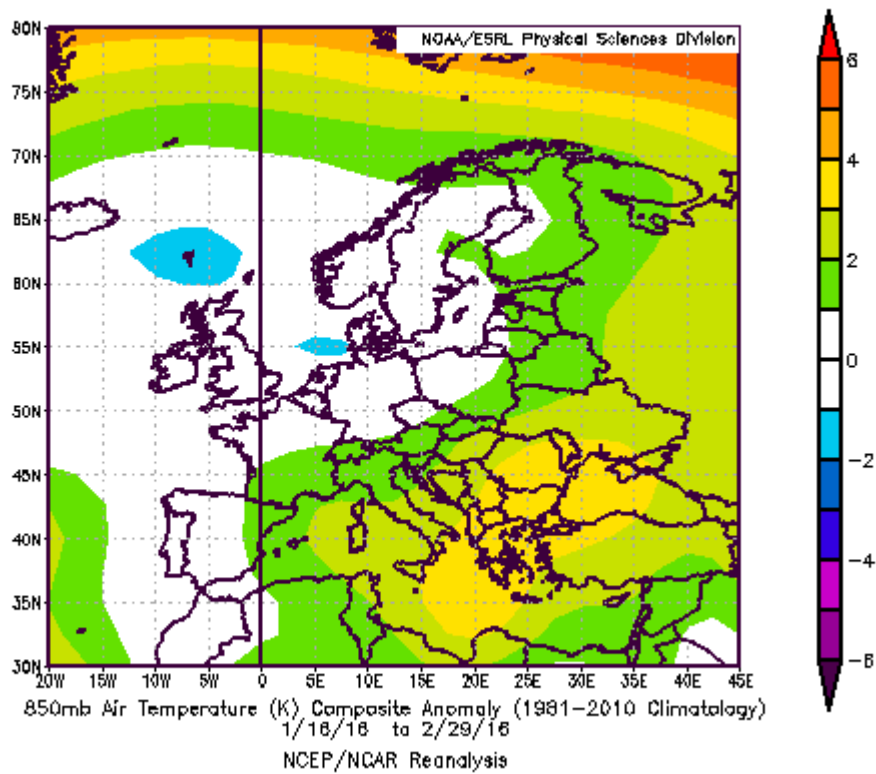 NOAA/ESRL Physical Sciences Division
80N
75N
70N
65N
60N
55N
50N
45N
40N
35N
30N
20W 15W 10W 5W 0 5E 10E 15E 20E 25E 30E 35E 40E 45E
6
4
2
0
-2
-4
-6
850mb Air Temperature (K) Composite Anomaly (1981-2010 Climatology)
1/16/16 to 2/29/16
NCEP/NCAR Reanalysis